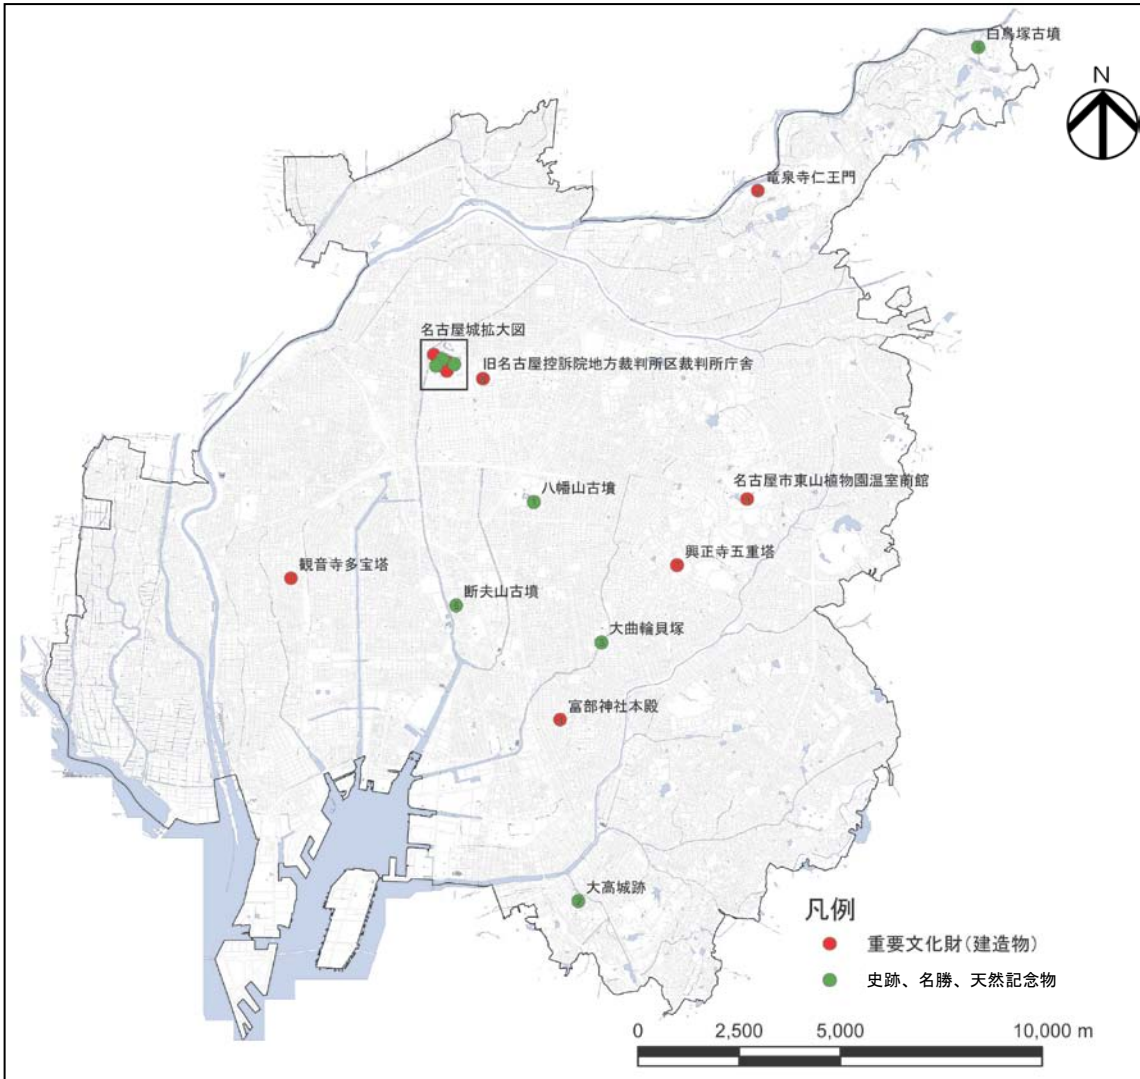 白鳥塚古墳
N
竜泉寺仁王門
名古屋城拡大図
旧名古屋控訴院地方裁判所区裁判所庁舎
八幡山古墳
名古屋市東山植物園温室前館
観音寺多宝塔
興正寺五重塔
断夫山古墳
大曲輪貝塚
富部神社本殿
大高城跡
凡例
重要文化財(建造物)
史跡、名勝、天然記念物
0 2,500 5,000 10,000 m